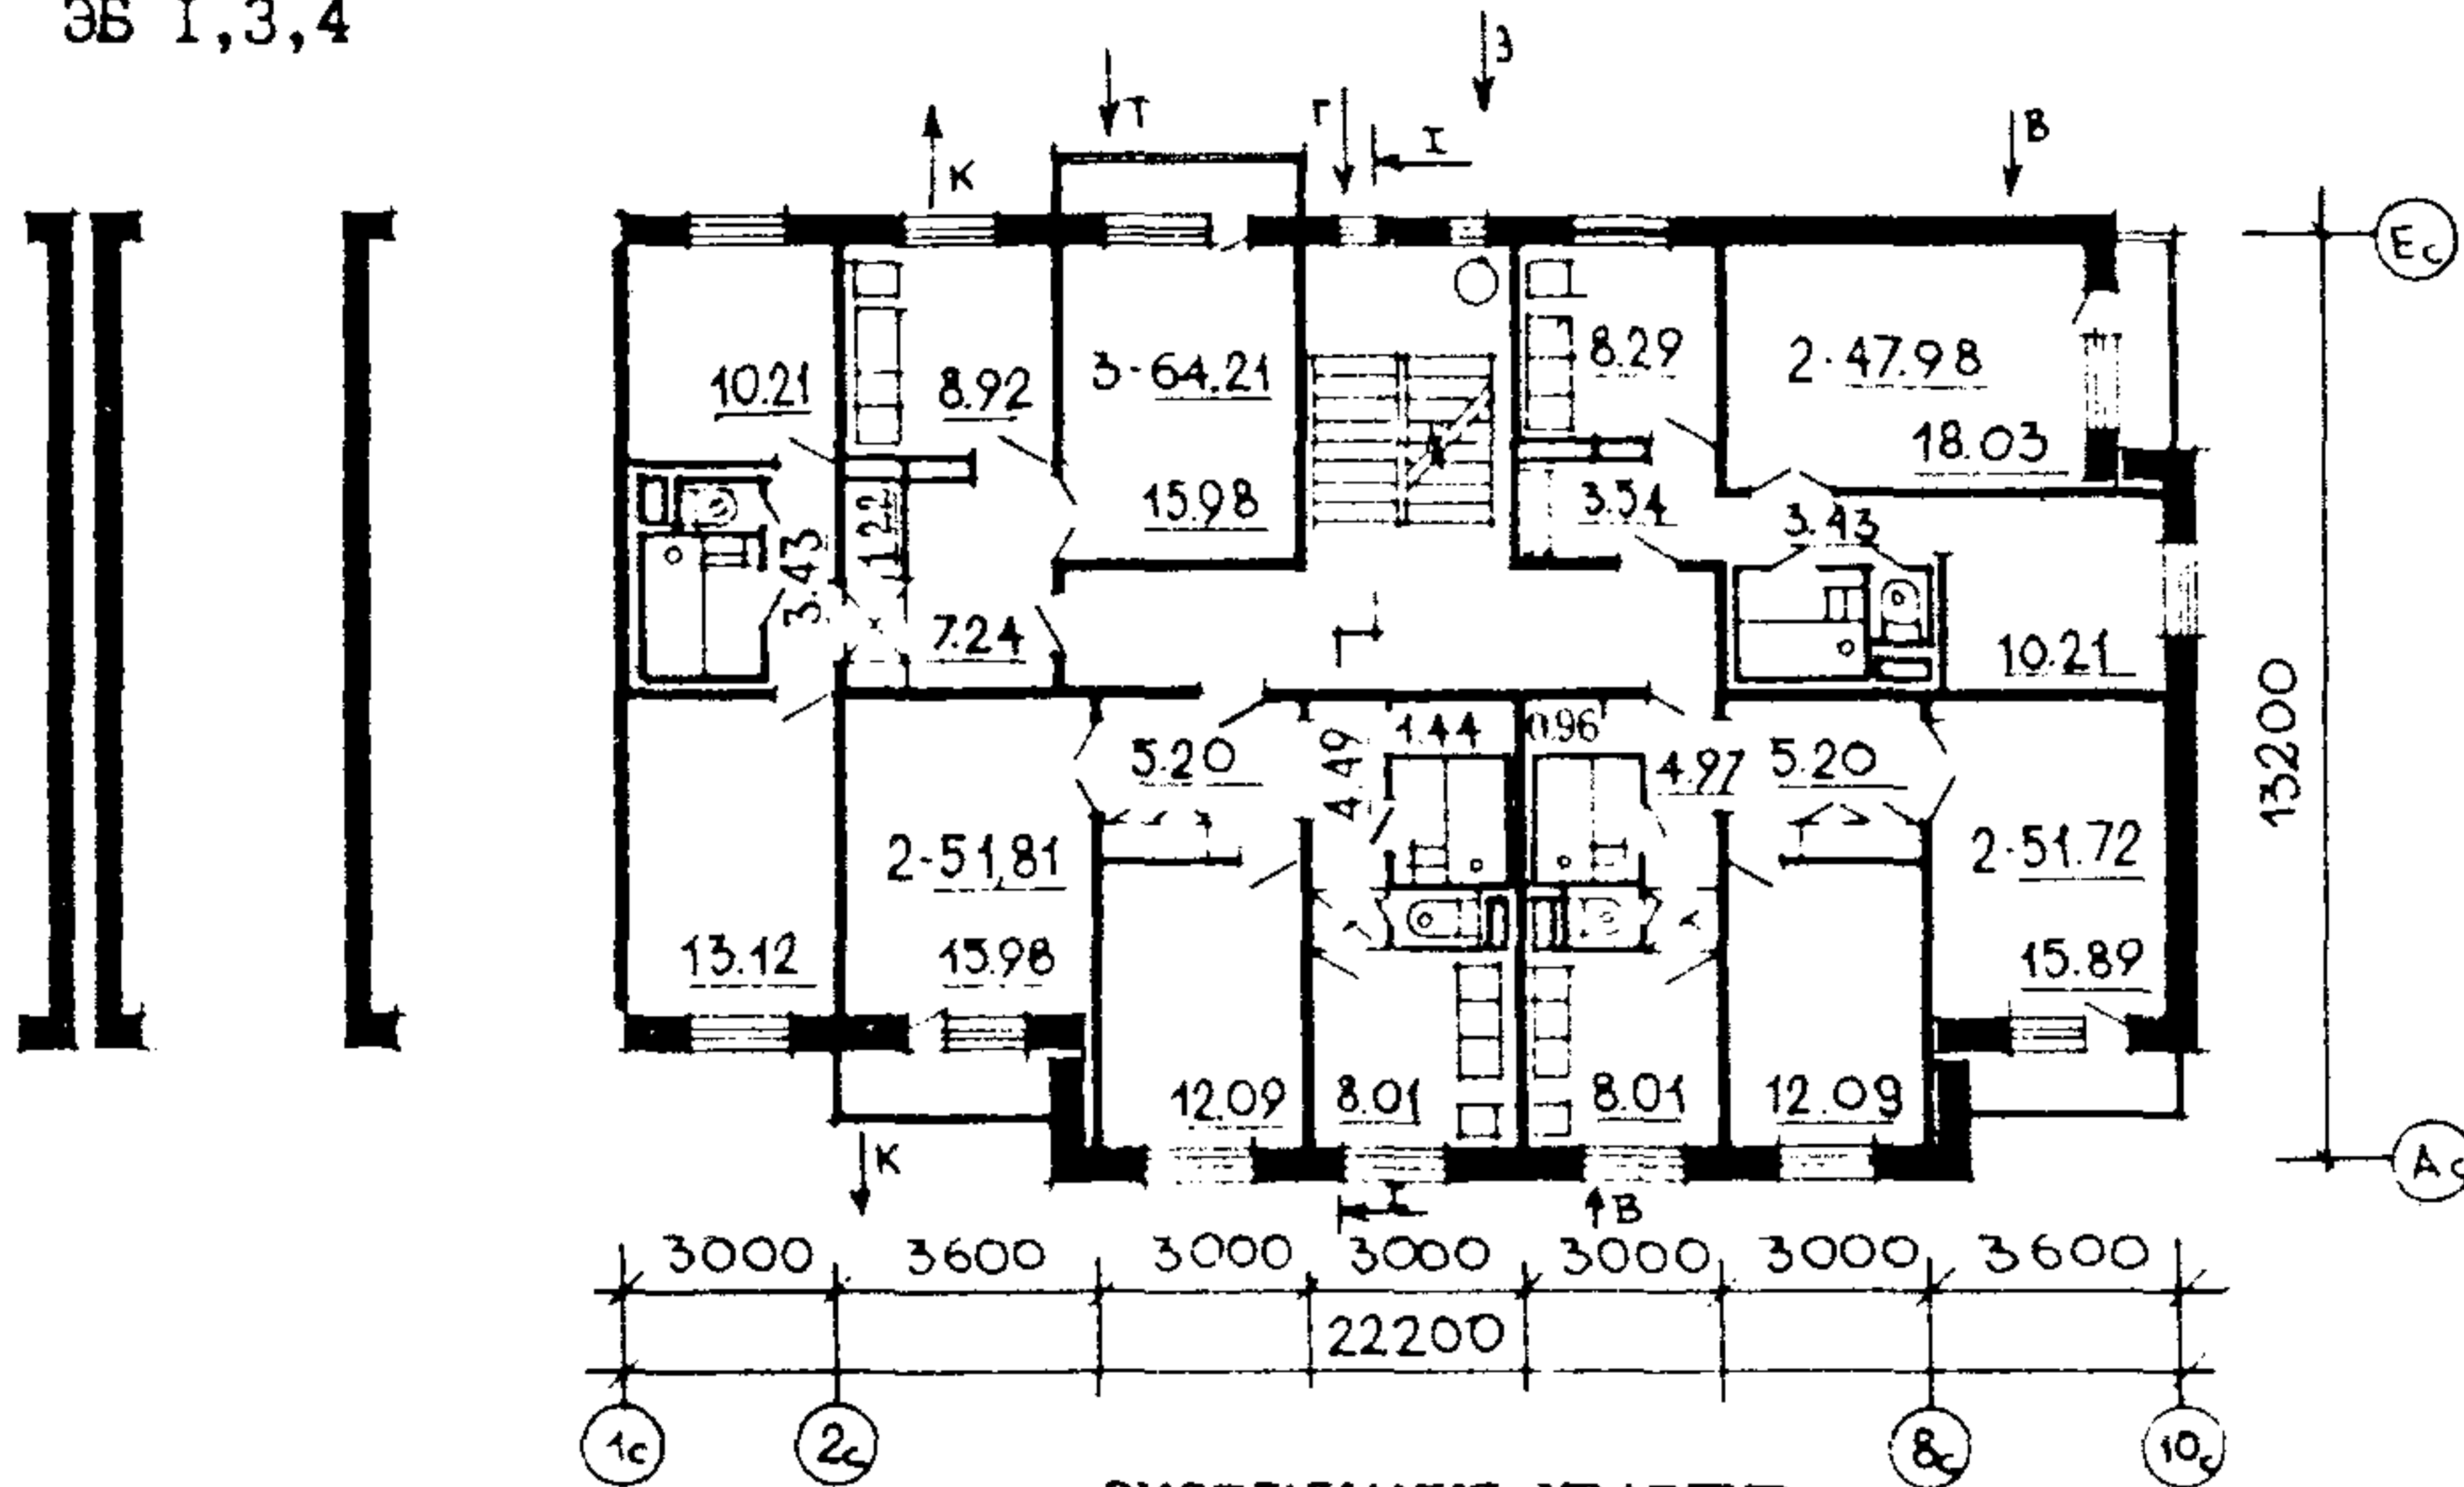 ЭБ I,3,4
З
Т
Г
I
В
К
Ес
10.21
8.92
3-64.21
8.29
2-47.98
18.03
15.98
1.22
3.54
3.43
3.43
7.24
10.21
13200
5.20
4.49
1.44
0.96
4.97
5.20
2-51,81
2-51.72
13.12
15.98
15.89
12.09
8.01
8.01
12.09
К
I
В
Ас
3000 3600 3000 3000 3000 3000 3600
22200
1с 2с 8с 10с